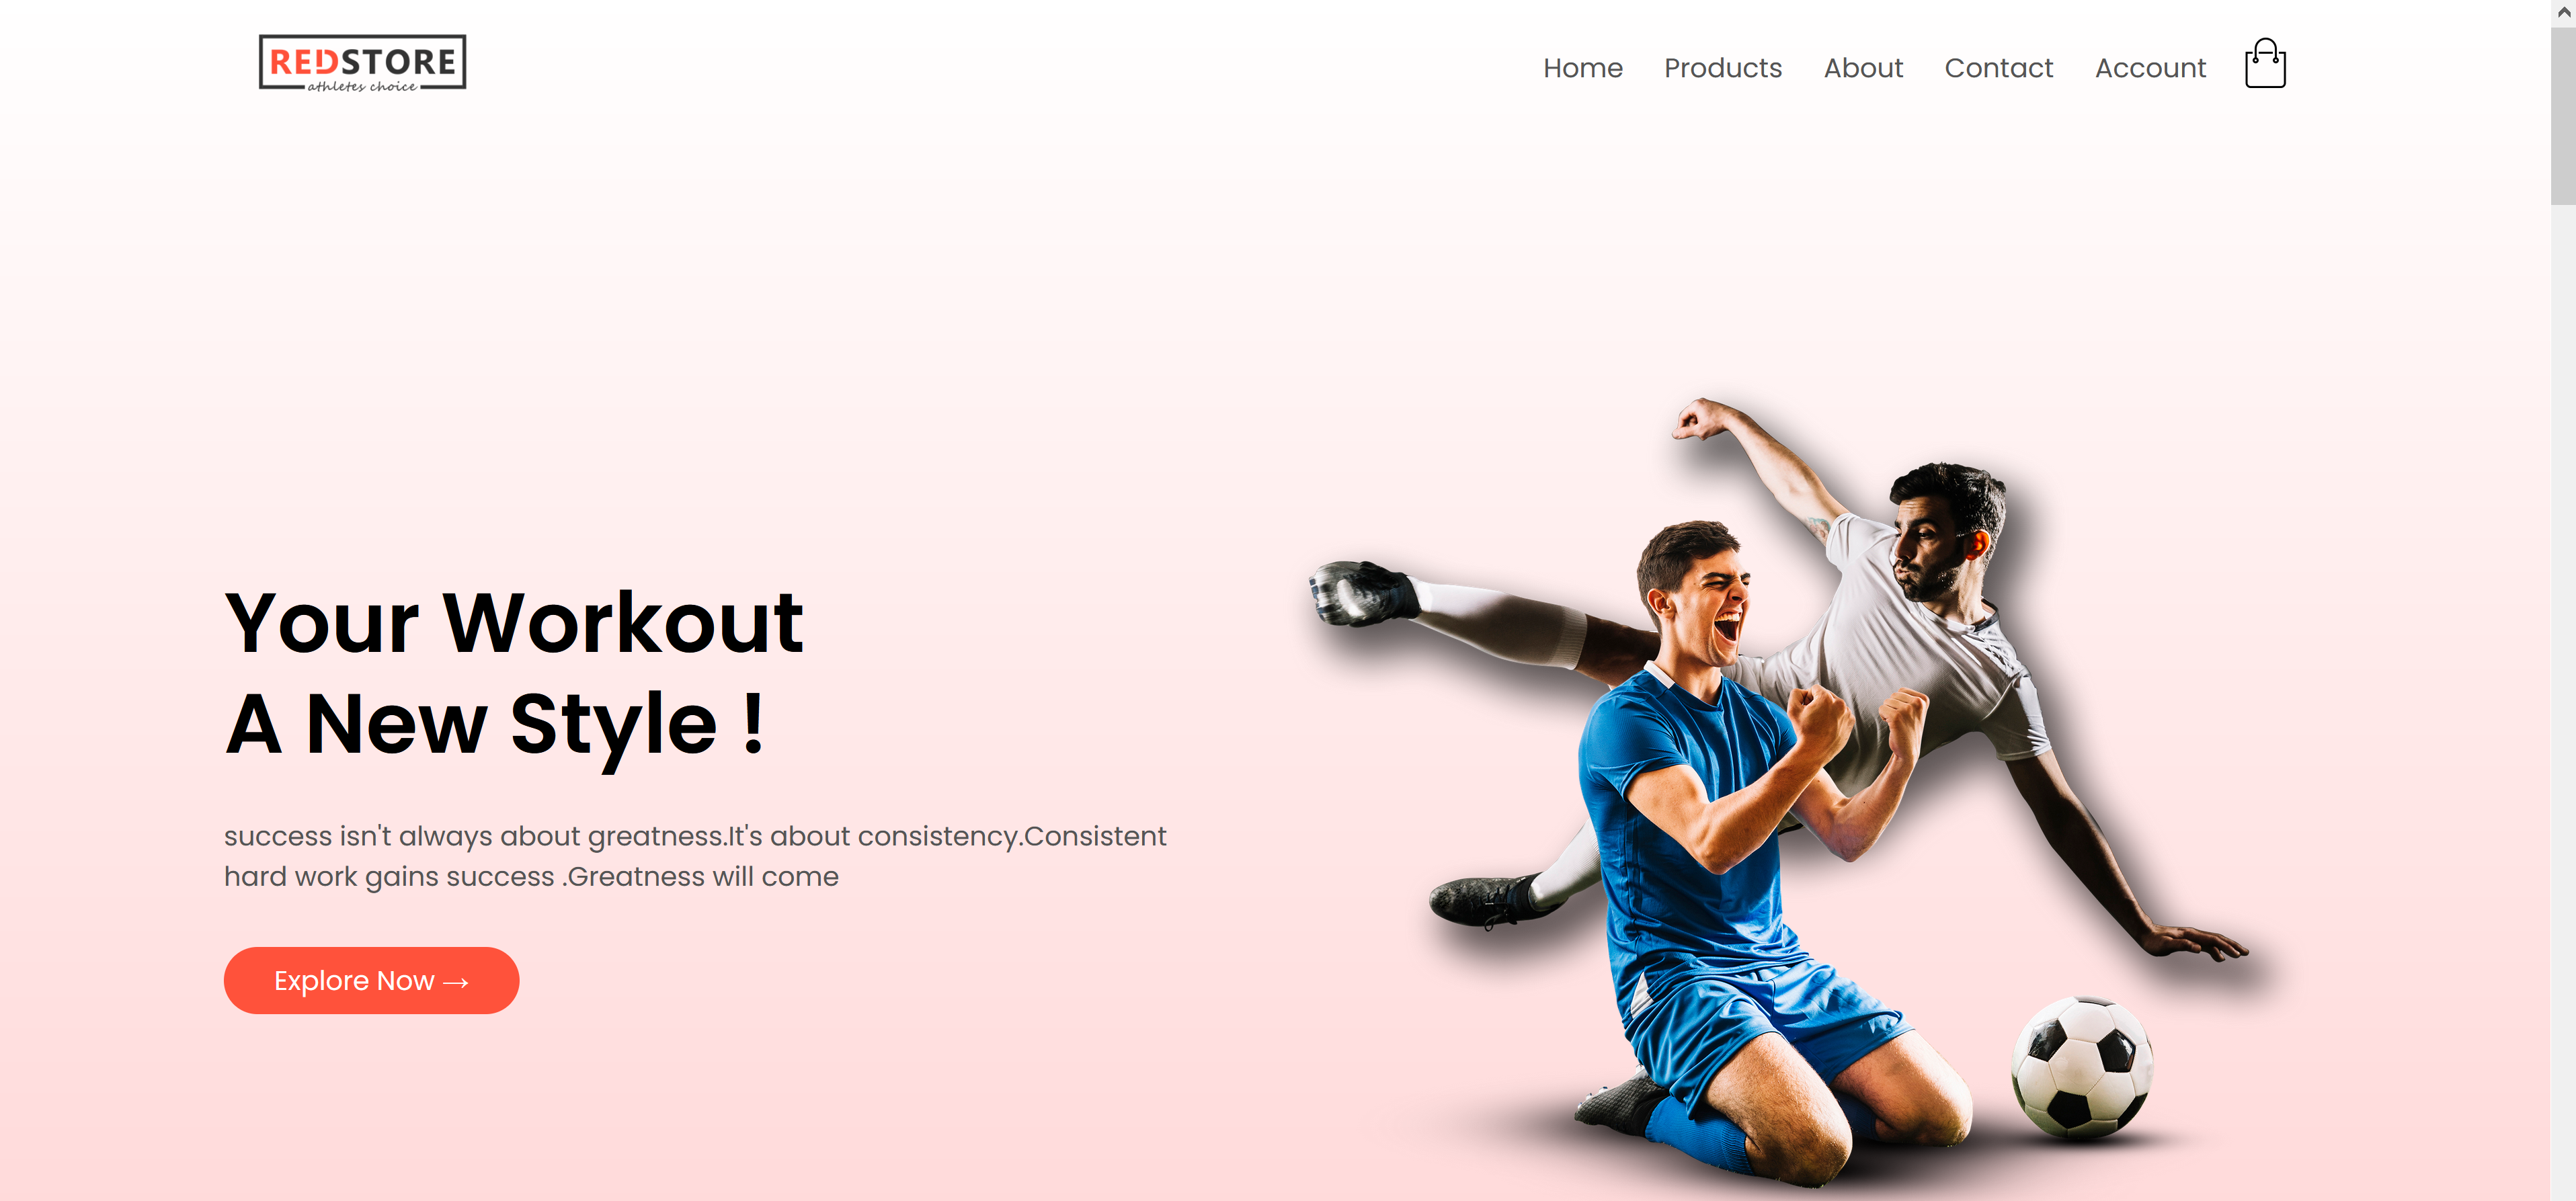 REDSTORE
athletes choice
Home Products About Contact Account
Your Workout
A New Style !
success isn't always about greatness.It's about consistency.Consistent
hard work gains success .Greatness will come
Explore Now →